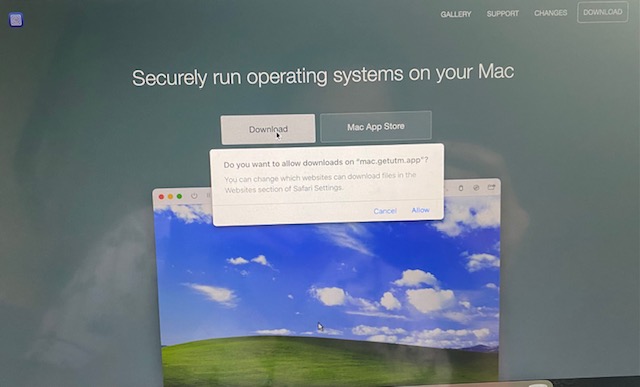 GALLERY SUPPORT CHANGES DOWNLOAD
Securely run operating systems on your Mac
Download Mac App Store
Do you want to allow downloads on “mac.getutm.app”?
You can change which websites can download files in the
Websites section of Safari Settings.
Cancel Allow